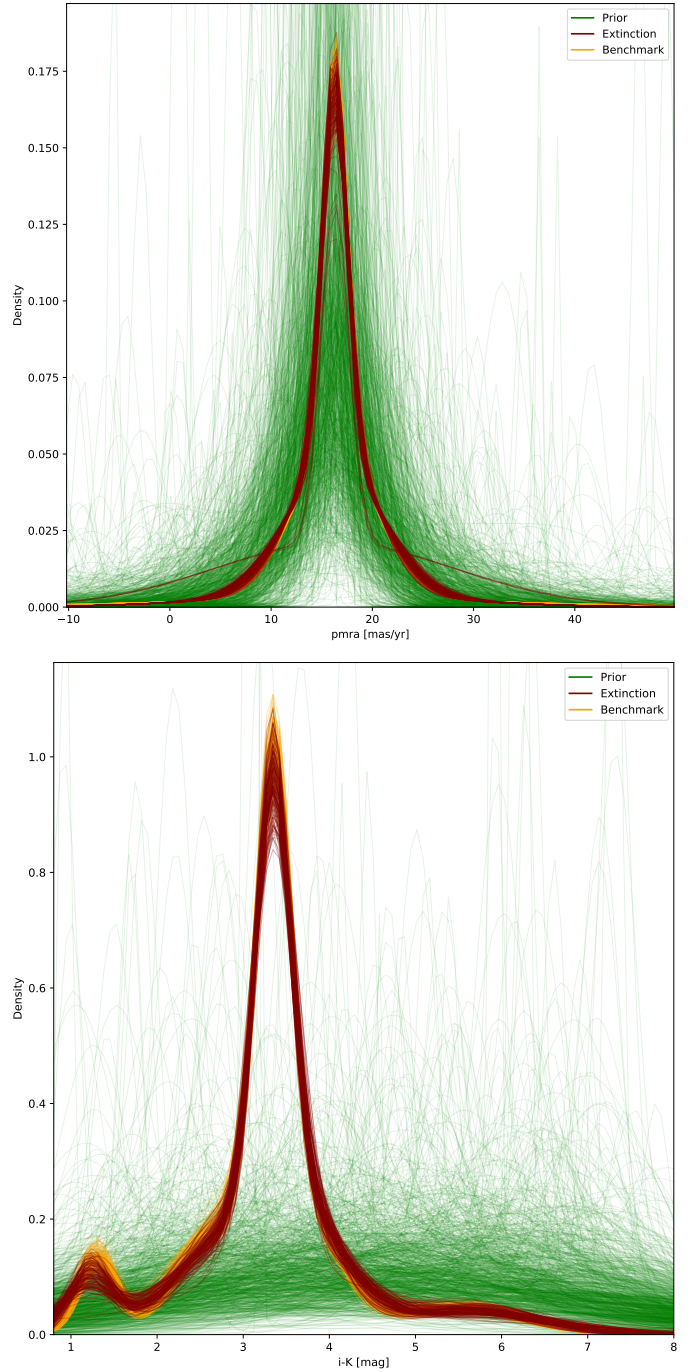 Prior
Extinction
Benchmark
0.175
0.150
0.125
0.100
0.075
0.050
0.025
0.000
Density
−10 0 10 20 30 40
pmra [mas/yr]
Prior
Extinction
Benchmark
1.0
0.8
0.6
0.4
0.2
0.0
Density
1 2 3 4 5 6 7 8
i-K [mag]